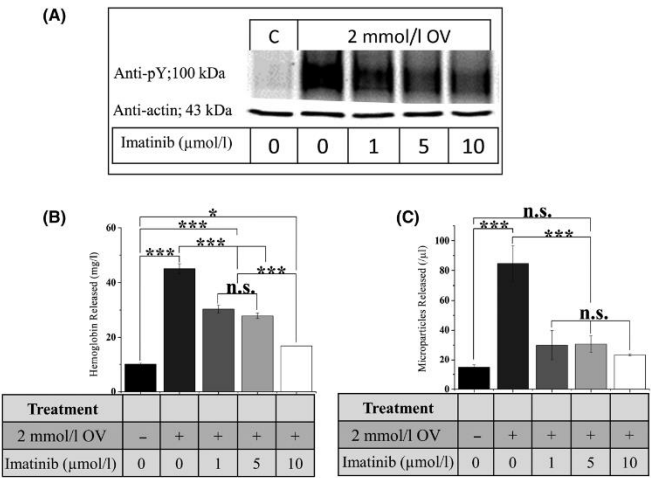 (A)
C 2 mmol/l OV
Anti-pY;100 kDa
Anti-actin; 43 kDa
Imatinib (µmol/l) 0 0 1 5 10
(B)
*
***
*** ***
***
n.s.
Hemoglobin Released (mg/l)
60
40
20
0
Treatment
2 mmol/l OV – + + + +
Imatinib (µmol/l) 0 0 1 5 10
(C)
n.s.
*** ***
n.s.
Microparticles Released (/µl)
100
80
60
40
20
0
Treatment
2 mmol/l OV – + + + +
Imatinib (µmol/l) 0 0 1 5 10